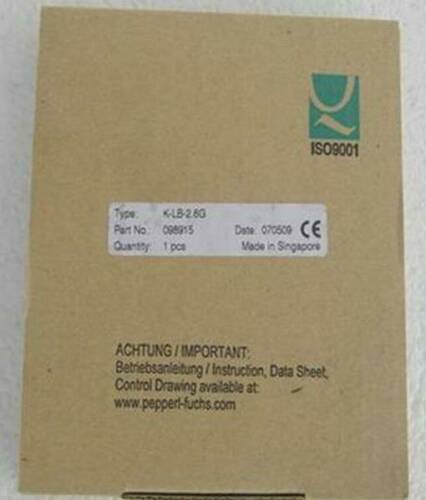 ISO9001
Type: K-LB-2.6G
Part No.: 098915 Date: 070509 CE
Quantity: 1 pcs Made in Singapore
ACHTUNG / IMPORTANT:
Betriebsanleitung / Instruction, Data Sheet,
Control Drawing available at:
www.pepperl-fuchs.com